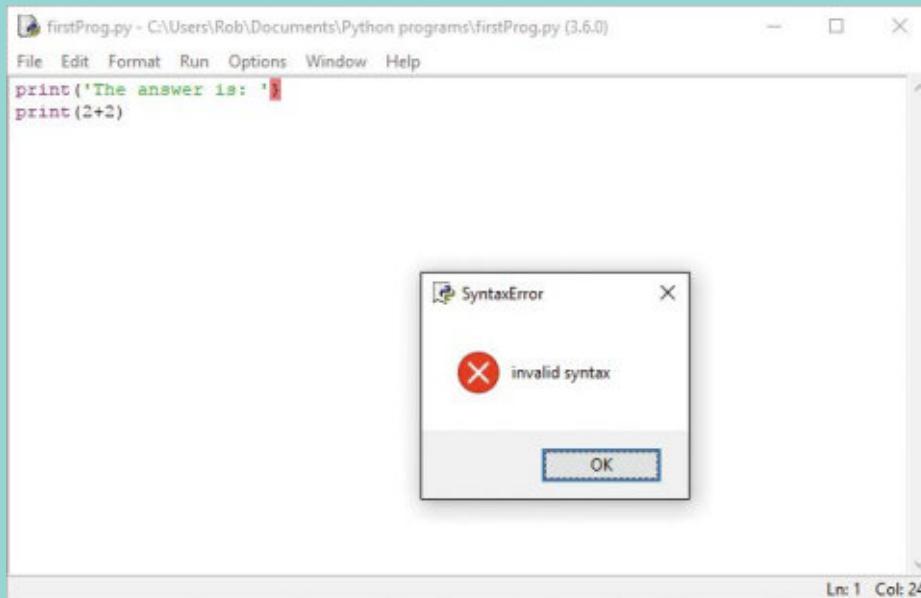 firstProg.py - C:\Users\Rob\Documents\Python programs\firstProg.py (3.6.0)
File Edit Format Run Options Window Help
print('The answer is: '}
print(2+2)
SyntaxError
invalid syntax
OK
Ln: 1 Col: 24